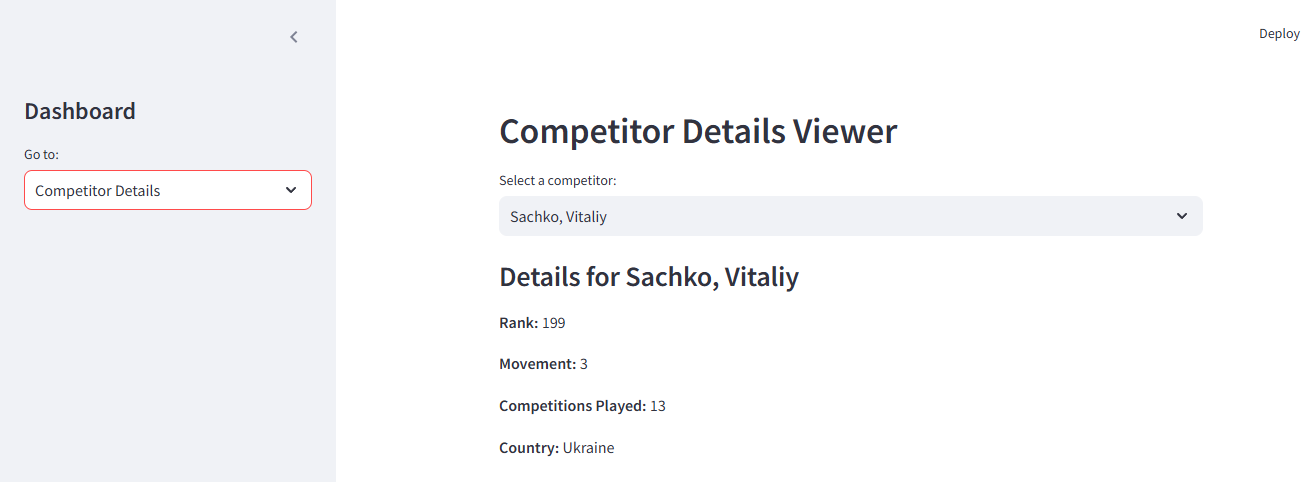 Deploy
Dashboard
Go to:
Competitor Details
Competitor Details Viewer
Select a competitor:
Sachko, Vitaliy
Details for Sachko, Vitaliy
Rank: 199
Movement: 3
Competitions Played: 13
Country: Ukraine